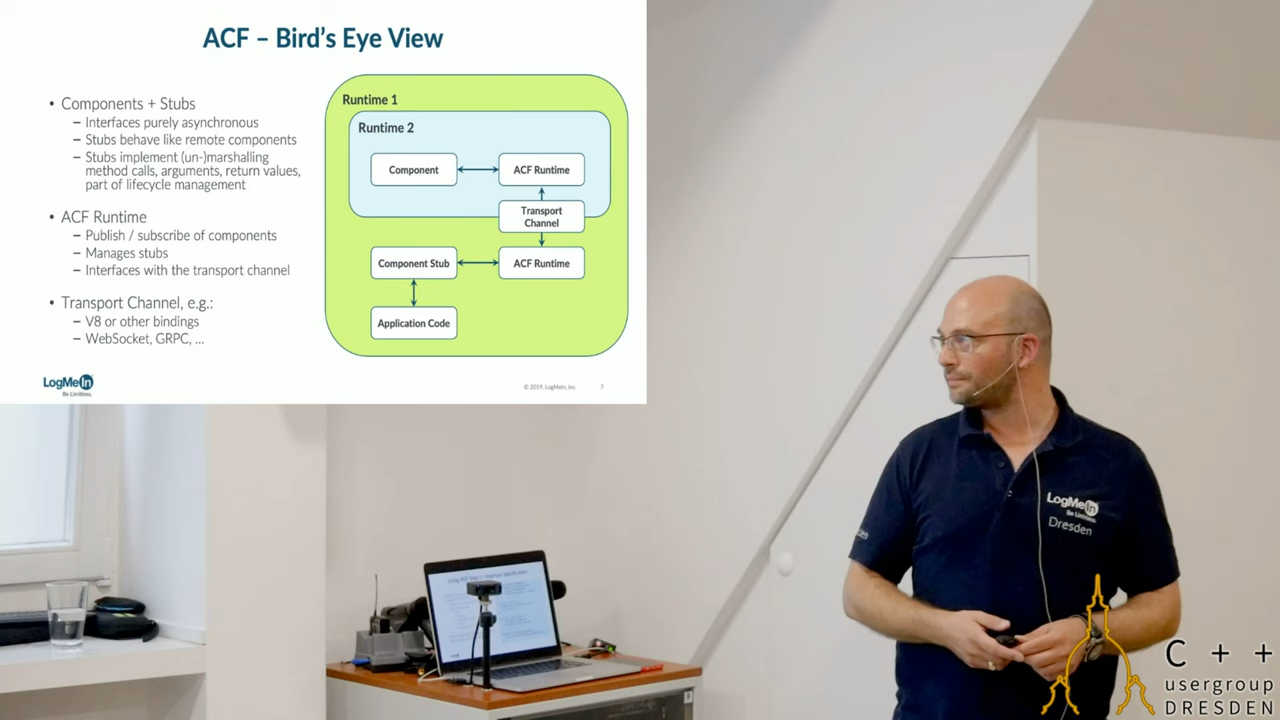 ACF – Bird's Eye View
• Components + Stubs
– Interfaces purely asynchronous
– Stubs behave like remote components
– Stubs implement (un-)marshalling
method calls, arguments, return values,
part of lifecycle management
• ACF Runtime
– Publish / subscribe of components
– Manages stubs
– Interfaces with the transport channel
• Transport Channel, e.g.:
– V8 or other bindings
– WebSocket, GRPC, ...
Runtime 1
Runtime 2
Component
ACF Runtime
Transport
Channel
Component Stub
ACF Runtime
Application Code
LogMeIn
Be Limitless.
© 2019, LogMeIn, Inc.
7
LogMeIn
Be Limitless.
Dresden
C + +
usergroup
DRESDEN